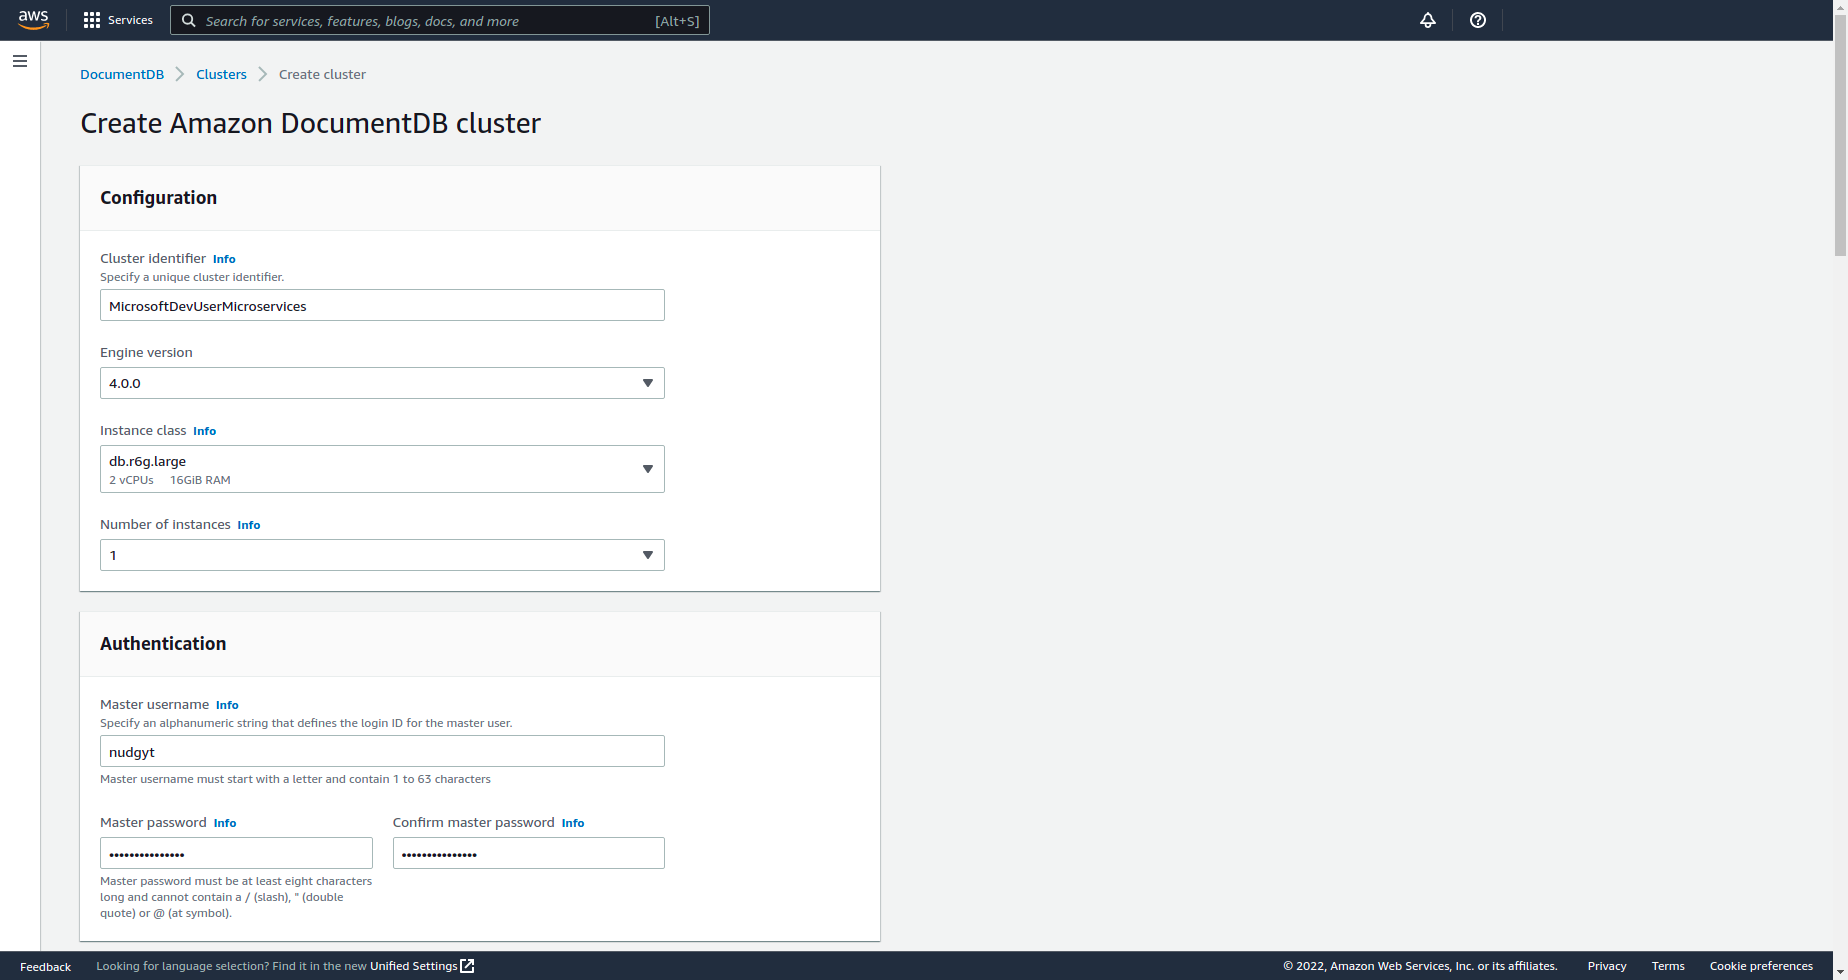 aws
Services
Search for services, features, blogs, docs, and more [Alt+S]
DocumentDB
Clusters
Create cluster
Create Amazon DocumentDB cluster
Configuration
Cluster identifier Info
Specify a unique cluster identifier.
MicrosoftDevUserMicroservices
Engine version
4.0.0
Instance class Info
db.r6g.large
2 vCPUs 16GiB RAM
Number of instances Info
1
Authentication
Master username Info
Specify an alphanumeric string that defines the login ID for the master user.
nudgyt
Master username must start with a letter and contain 1 to 63 characters
Master password Info
Confirm master password Info
•••••••••••••••
•••••••••••••••
Master password must be at least eight characters
long and cannot contain a / (slash), " (double
quote) or @ (at symbol).
Feedback
Looking for language selection? Find it in the new Unified Settings
© 2022, Amazon Web Services, Inc. or its affiliates.
Privacy
Terms
Cookie preferences